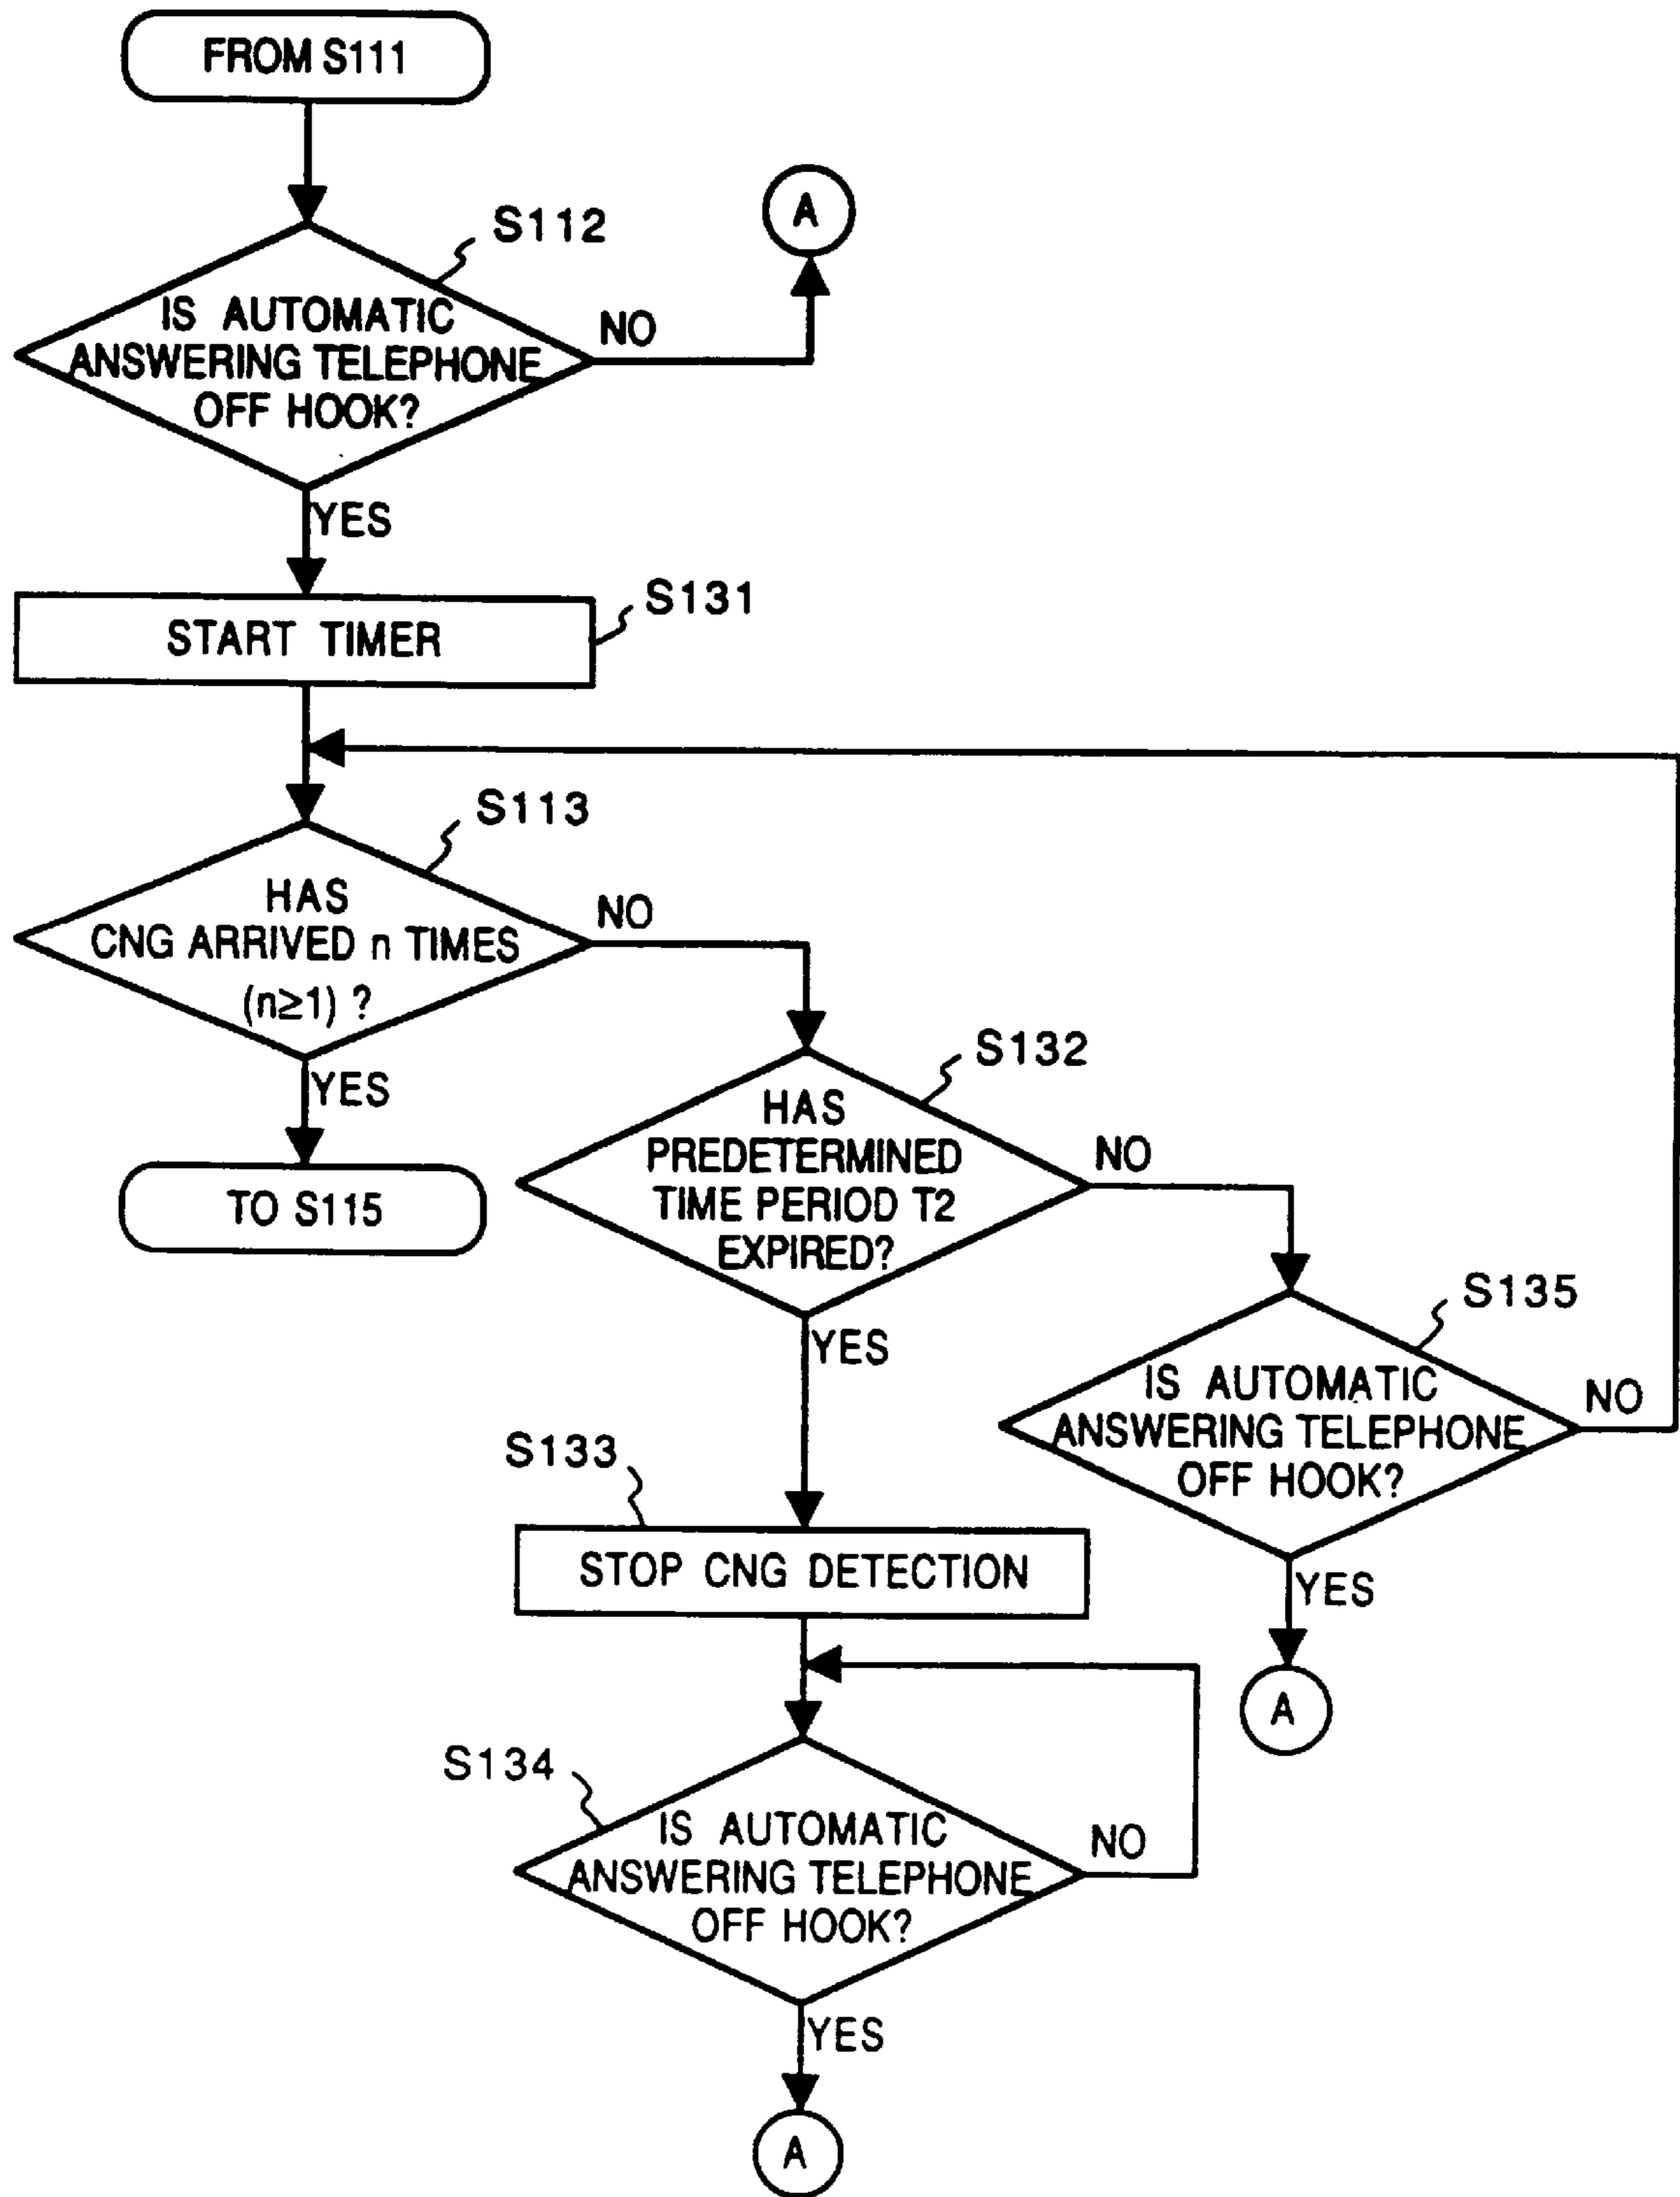 FROM S111
A
S112
IS AUTOMATIC
ANSWERING TELEPHONE
OFF HOOK?
NO
YES
S131
START TIMER
S113
HAS
CNG ARRIVED n TIMES
(n≥1) ?
NO
YES
TO S115
S132
HAS
PREDETERMINED
TIME PERIOD T2
EXPIRED?
NO
YES
S135
IS AUTOMATIC
ANSWERING TELEPHONE
OFF HOOK?
NO
YES
A
S133
STOP CNG DETECTION
S134
IS AUTOMATIC
ANSWERING TELEPHONE
OFF HOOK?
NO
YES
A